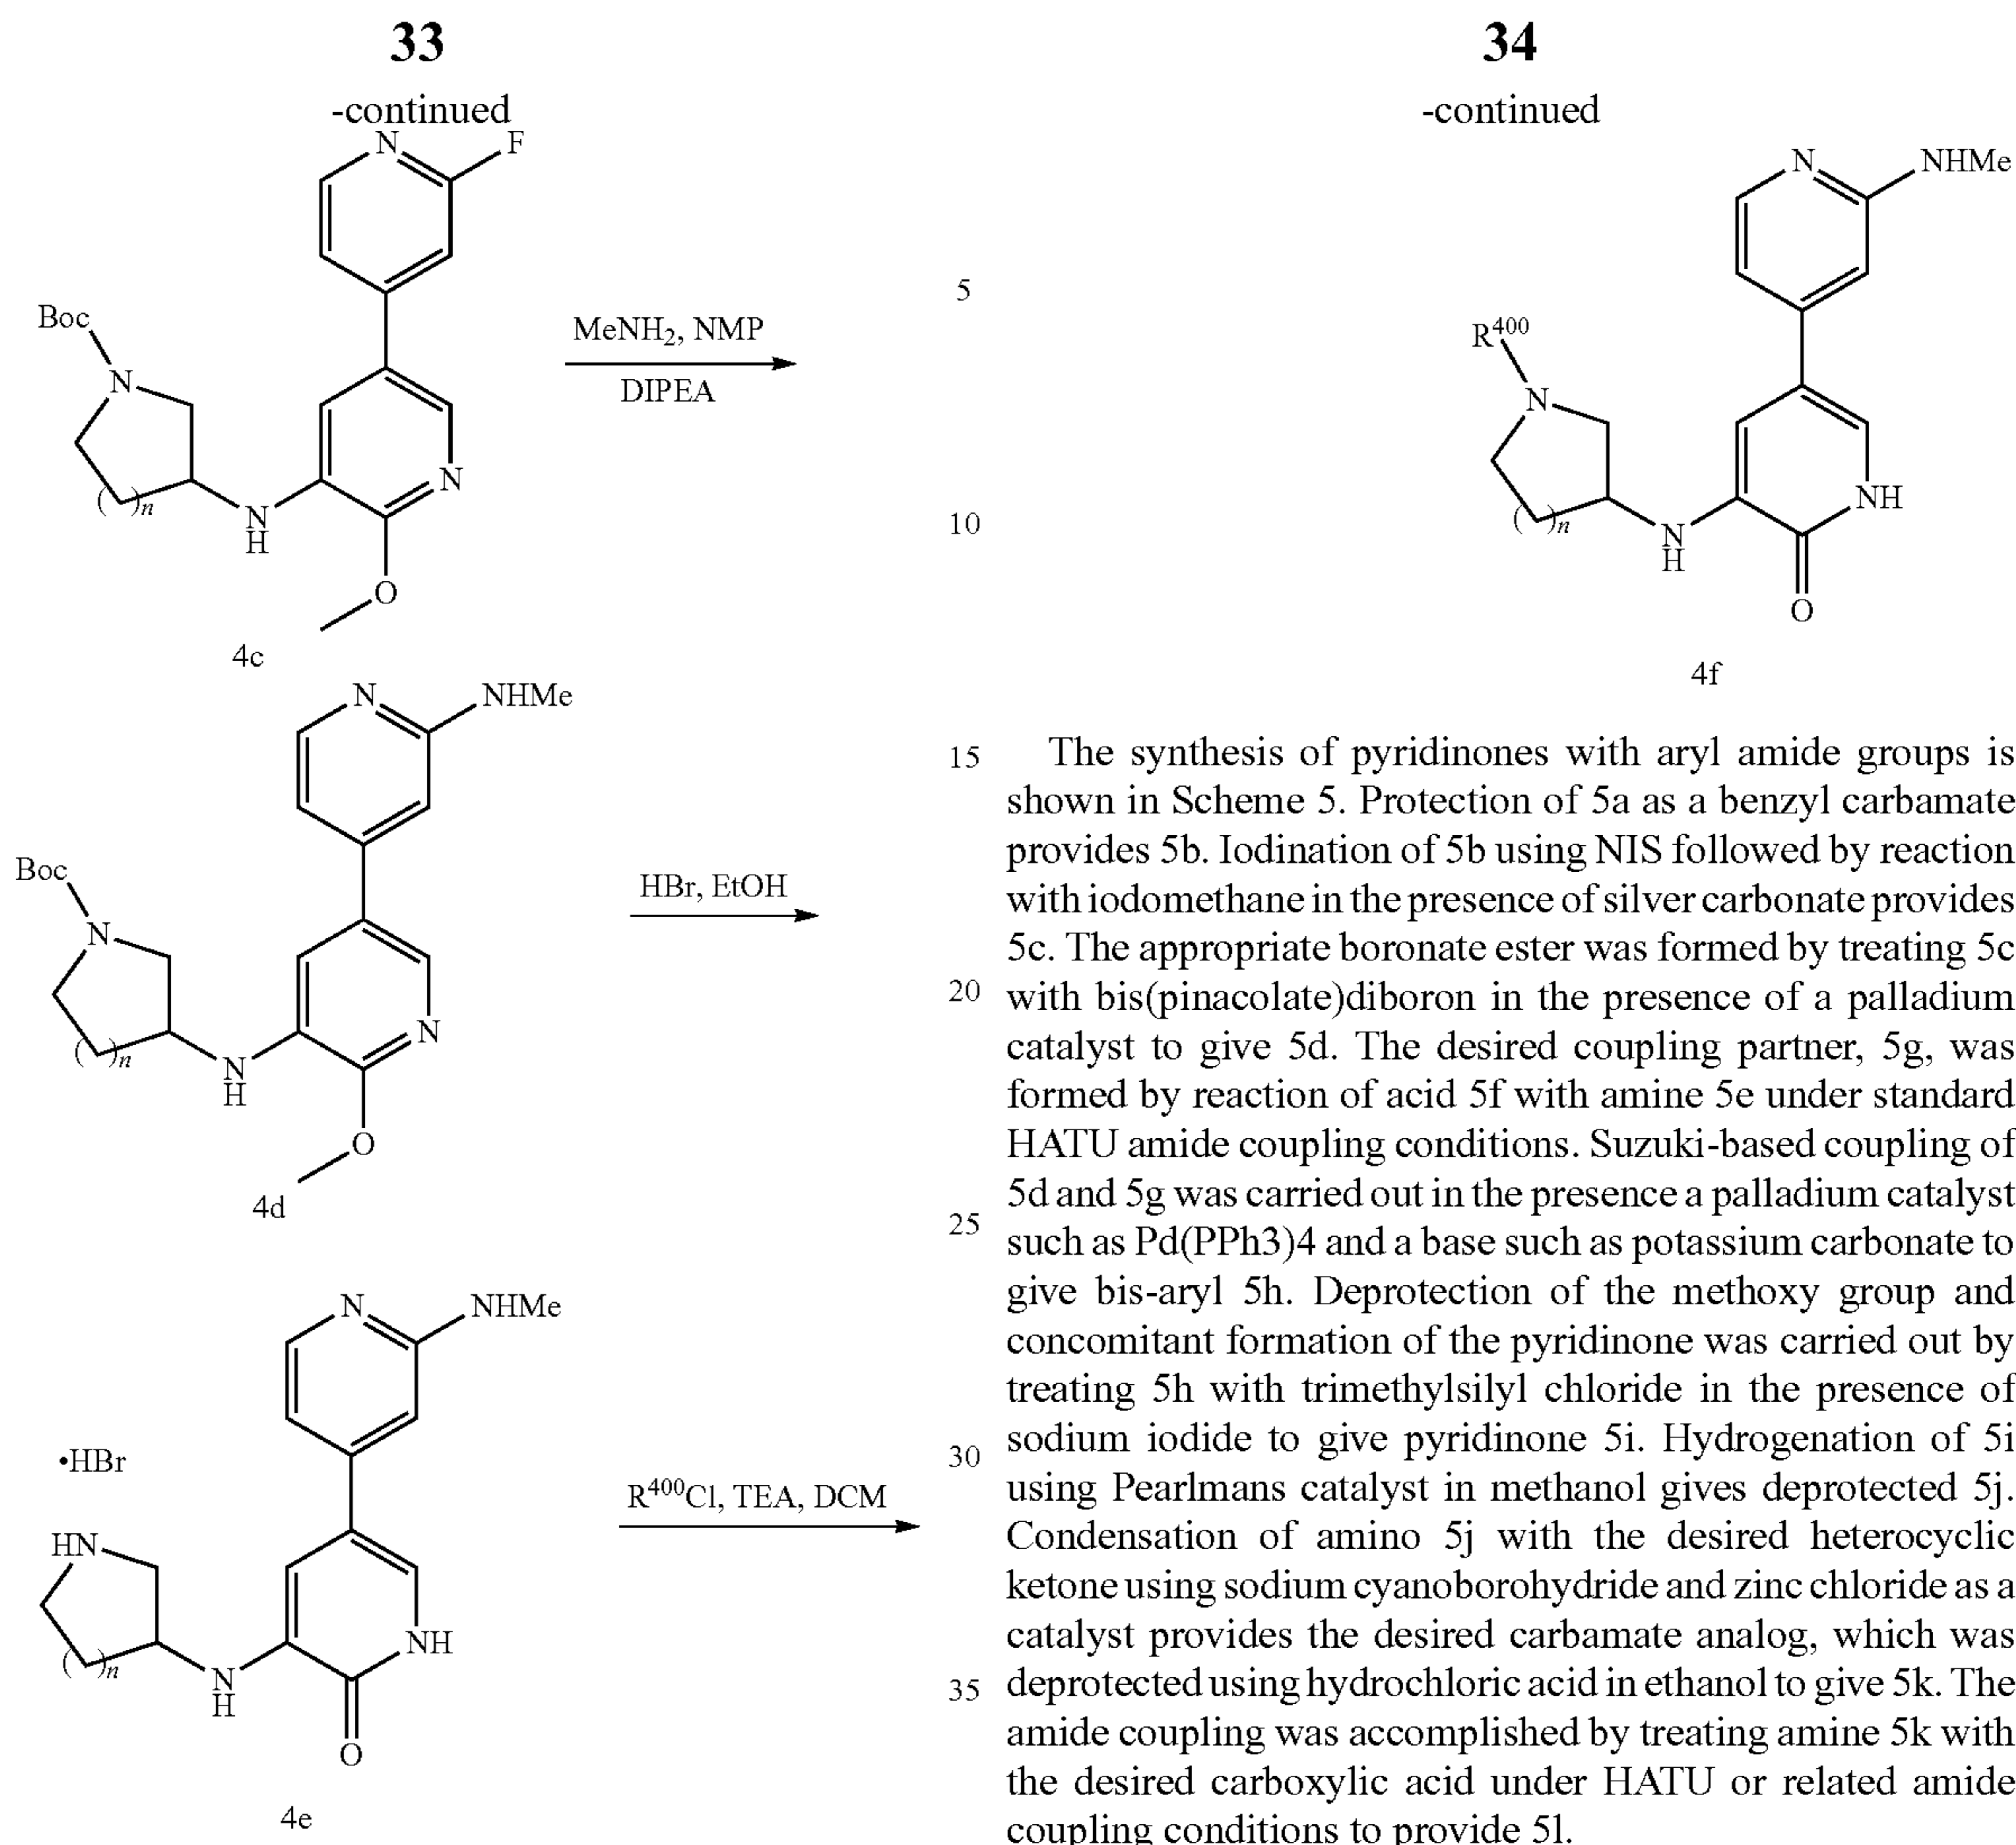 33
-continued
N
F
Boc
N
MeNH2, NMP
DIPEA
( )n
N
H
N
O
4c
N
NHMe
Boc
N
HBr, EtOH
( )n
N
H
N
O
4d
N
NHMe
•HBr
HN
R400Cl, TEA, DCM
( )n
N
H
NH
O
4e
5
10
15
20
25
30
35
34
-continued
N
NHMe
R400
N
( )n
N
H
NH
O
4f
The synthesis of pyridinones with aryl amide groups is
shown in Scheme 5. Protection of 5a as a benzyl carbamate
provides 5b. Iodination of 5b using NIS followed by reaction
with iodomethane in the presence of silver carbonate provides
5c. The appropriate boronate ester was formed by treating 5c
with bis(pinacolate)diboron in the presence of a palladium
catalyst to give 5d. The desired coupling partner, 5g, was
formed by reaction of acid 5f with amine 5e under standard
HATU amide coupling conditions. Suzuki-based coupling of
5d and 5g was carried out in the presence a palladium catalyst
such as Pd(PPh3)4 and a base such as potassium carbonate to
give bis-aryl 5h. Deprotection of the methoxy group and
concomitant formation of the pyridinone was carried out by
treating 5h with trimethylsilyl chloride in the presence of
sodium iodide to give pyridinone 5i. Hydrogenation of 5i
using Pearlmans catalyst in methanol gives deprotected 5j.
Condensation of amino 5j with the desired heterocyclic
ketone using sodium cyanoborohydride and zinc chloride as a
catalyst provides the desired carbamate analog, which was
deprotected using hydrochloric acid in ethanol to give 5k. The
amide coupling was accomplished by treating amine 5k with
the desired carboxylic acid under HATU or related amide
coupling conditions to provide 5l.